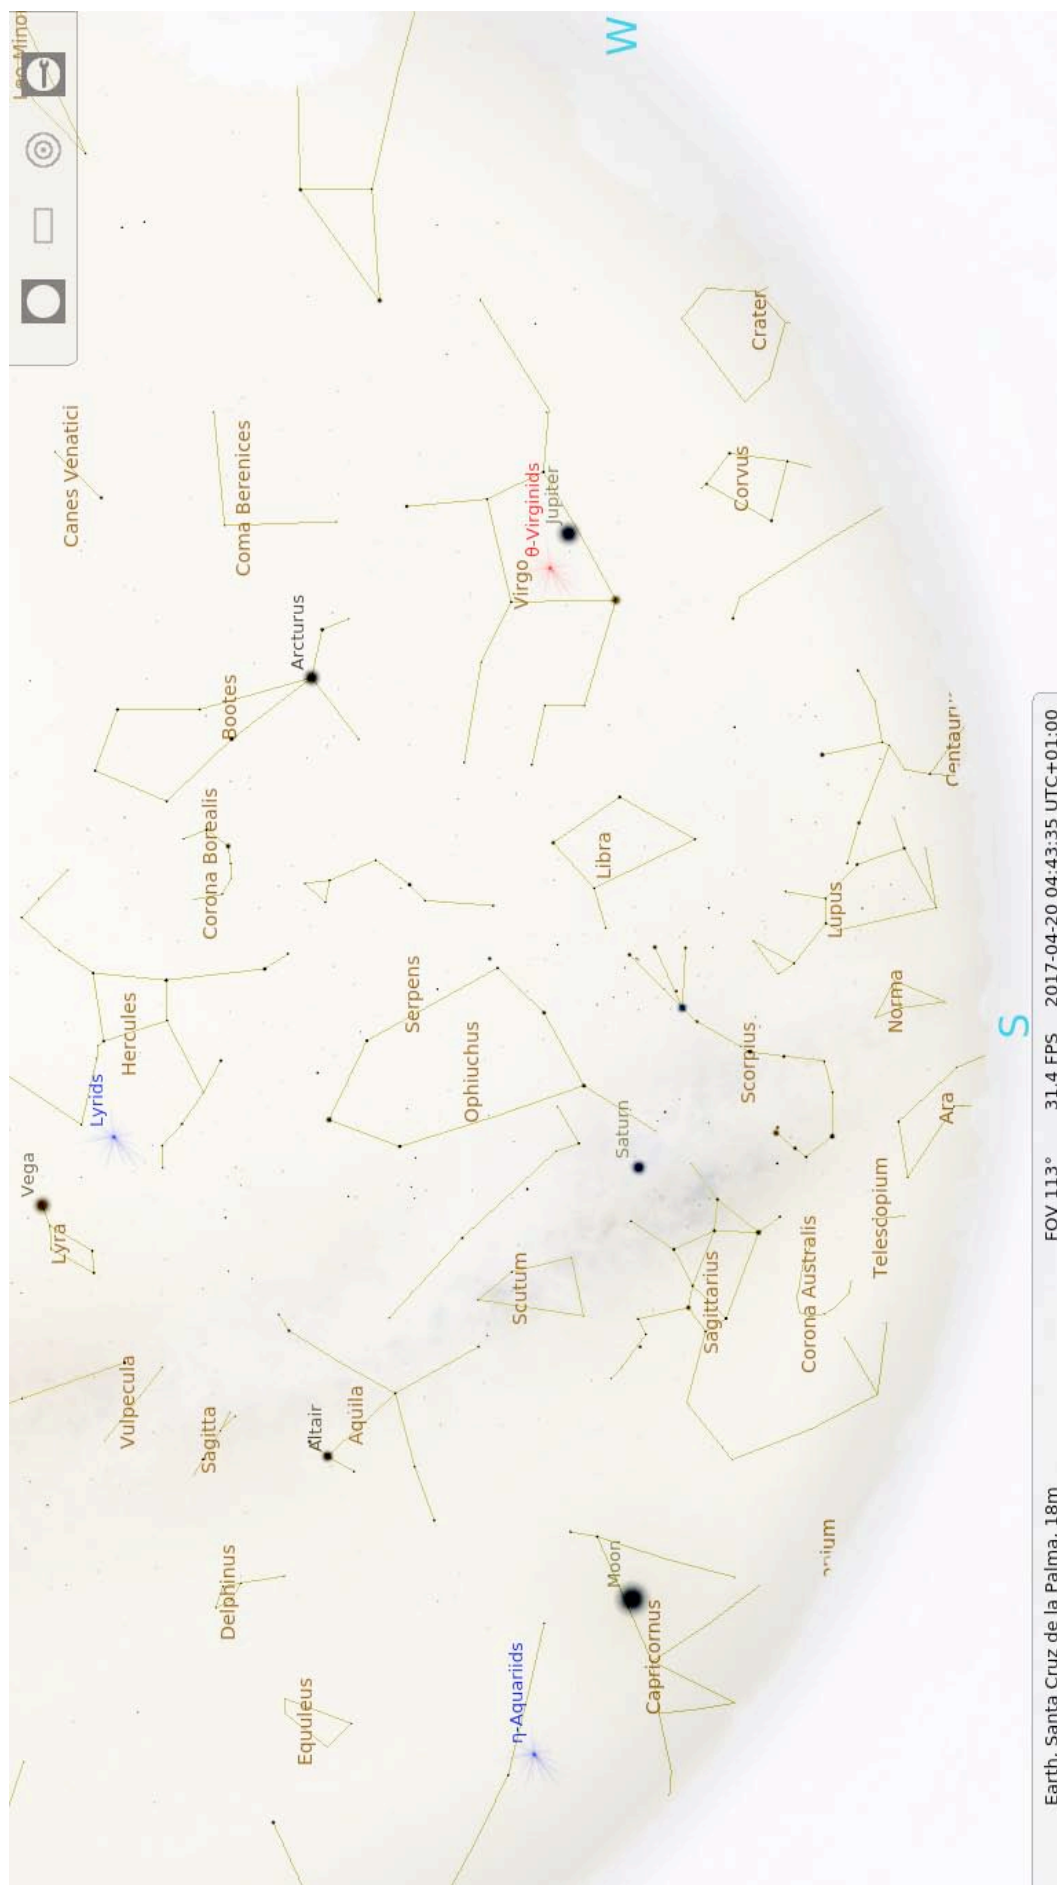 Leo Mino
Vega
Lyra
Canes Venatici
Lyrids
Hercules
Vulpecula
Sagitta
Corona Borealis
Bootes
Delphinus
Coma Berenices
Arcturus
Equuleus
Altair
Aquila
Serpens
Ophiuchus
η-Aquariids
Scutum
Virgo
θ-Virginids
Jupiter
Libra
Moon
Saturn
W
Capricornus
Sagittarius
Corvus
Scorpius
Crater
Corona Australis
Lupus
Telescopium
Norma
Ara
S
Earth, Santa Cruz de la Palma, 18m FOV 113° 31.4 FPS 2017-04-20 04:43:35 UTC+01:00